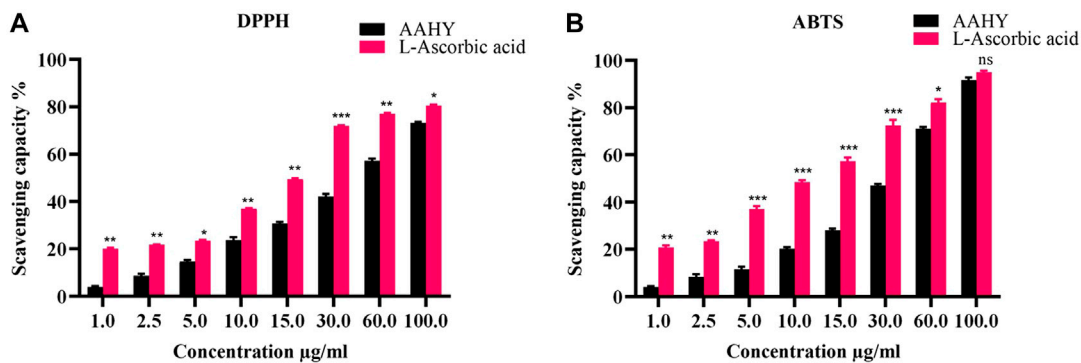 A
DPPH
AAHY
L-Ascorbic acid
Scavenging capacity %
100
80
60
40
20
0
** ** * ** ** *** ** *
1.0 2.5 5.0 10.0 15.0 30.0 60.0 100.0
Concentration µg/ml
B
ABTS
AAHY
L-Ascorbic acid
Scavenging capacity %
100
80
60
40
20
0
** ** *** *** *** *** * ns
1.0 2.5 5.0 10.0 15.0 30.0 60.0 100.0
Concentration µg/ml